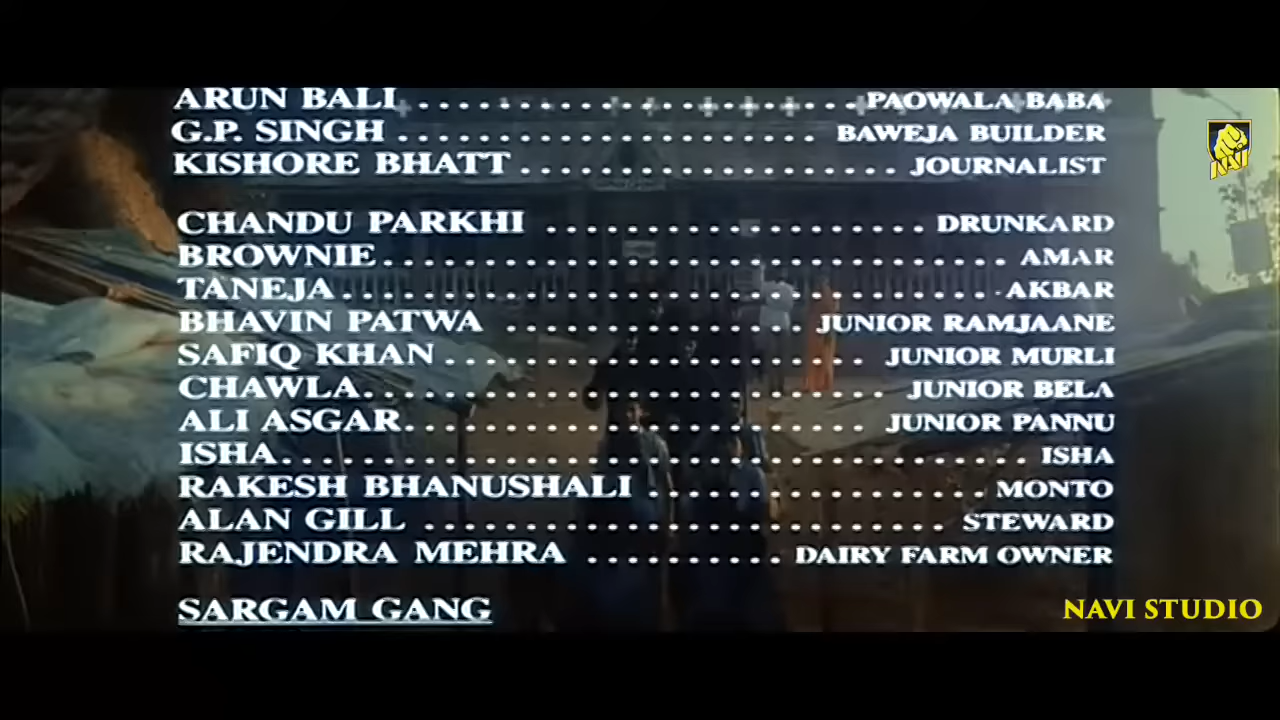 ARUN BALI ........................ PAOWALA BABA
G.P. SINGH .................... BAWEJA BUILDER
KISHORE BHATT .................. JOURNALIST
NAVI
CHANDU PARKHI .................. DRUNKARD
BROWNIE............................... AMAR
TANEJA................................. AKBAR
BHAVIN PATWA .............. JUNIOR RAMJAANE
SAFIQ KHAN ................... JUNIOR MURLI
CHAWLA......................... JUNIOR BELA
ALI ASGAR..................... JUNIOR PANNU
ISHA.................................... ISHA
RAKESH BHANUSHALI ................ MONTO
ALAN GILL ......................... STEWARD
RAJENDRA MEHRA .......... DAIRY FARM OWNER
SARGAM GANG
NAVI STUDIO